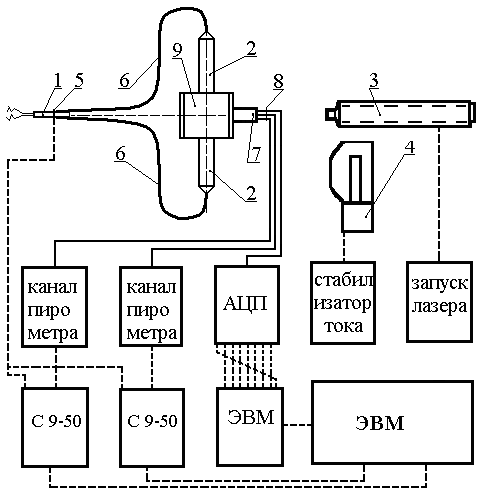 1
5
6
9
2
8
3
7
4
6
2
канал
пиро
метра
канал
пиро
метра
АЦП
стабил
изатор
тока
запуск
лазера
С 9-50
С 9-50
ЭВМ
ЭВМ